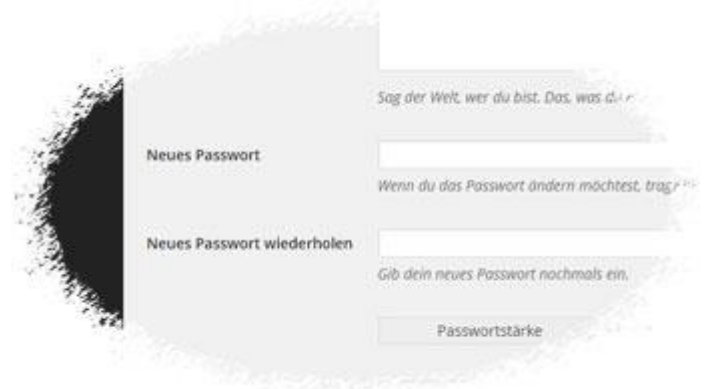 Sag der Welt, wer du bist. Das, was
Neues Passwort
Wenn du das Passwort ändern möchtest,
Neues Passwort wiederholen
Gib dein neues Passwort nochmals ein.
Passwortstärke